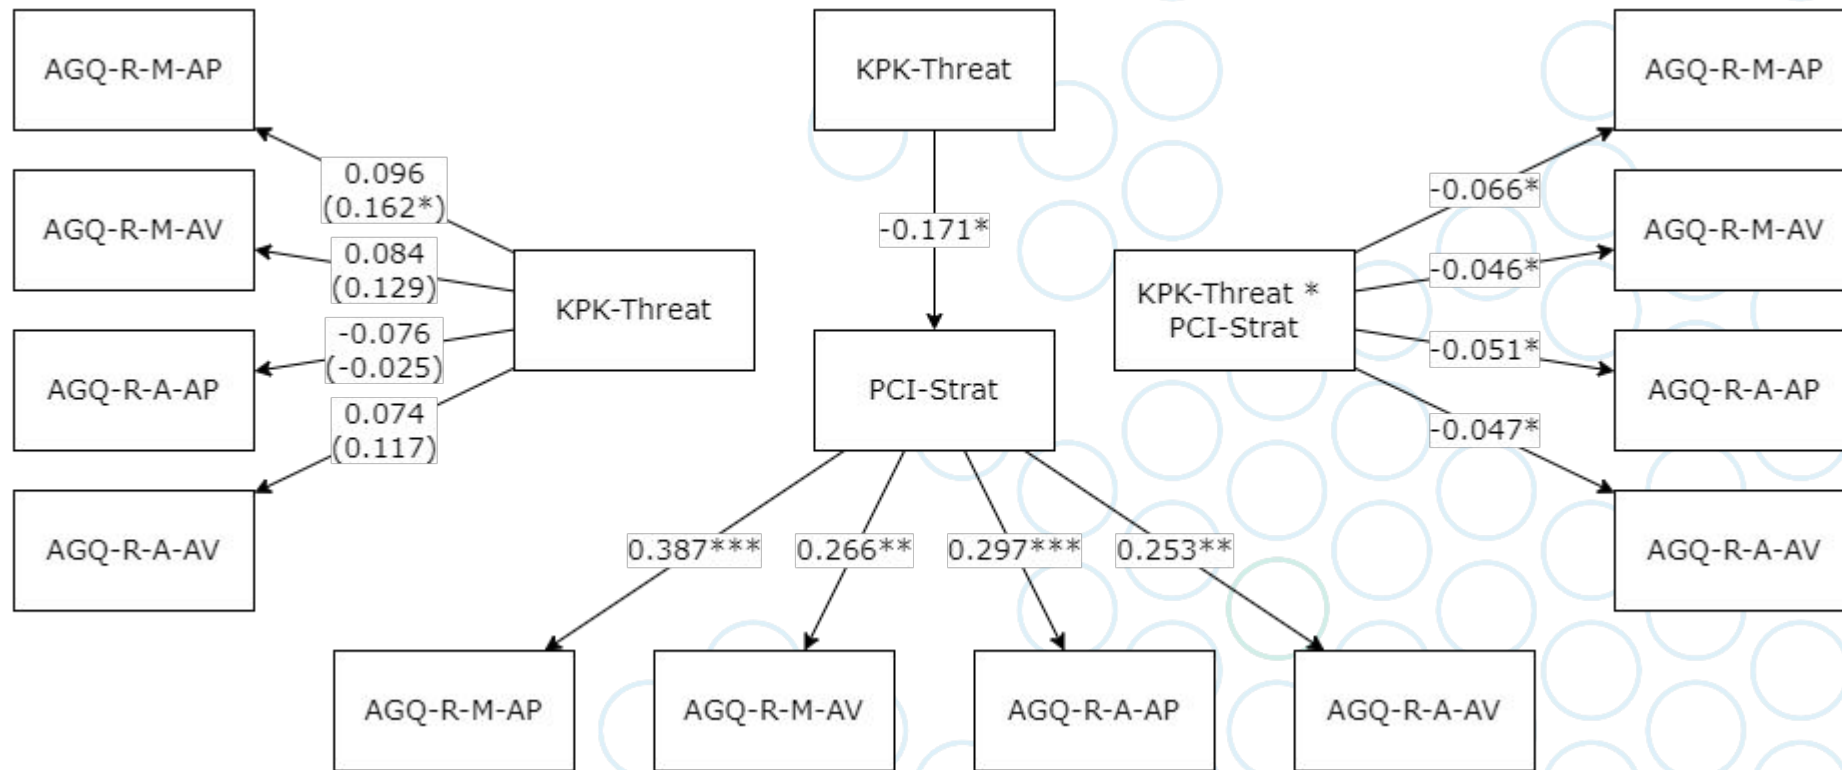 AGQ-R-M-AP
AGQ-R-M-AV
AGQ-R-A-AP
AGQ-R-A-AV
0.096
(0.162*)
0.084
(0.129)
-0.076
(-0.025)
0.074
(0.117)
KPK-Threat
KPK-Threat
-0.171*
PCI-Strat
0.387***
0.266**
0.297***
0.253**
AGQ-R-M-AP
AGQ-R-M-AV
AGQ-R-A-AP
AGQ-R-A-AV
KPK-Threat *
PCI-Strat
-0.066*
-0.046*
-0.051*
-0.047*
AGQ-R-M-AP
AGQ-R-M-AV
AGQ-R-A-AP
AGQ-R-A-AV